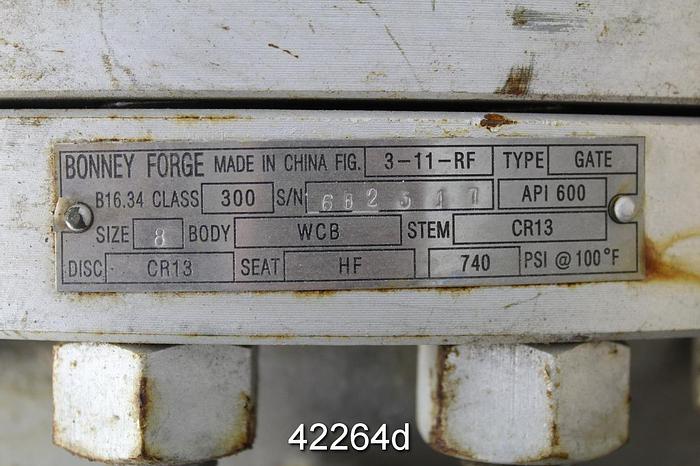 BONNEY FORGE MADE IN CHINA FIG. 3-11-RF TYPE GATE
B16.34 CLASS 300 S/N API 600
SIZE 8 BODY WCB STEM CR13
DISC CR13 SEAT HF 740 PSI @ 100°F
42264d